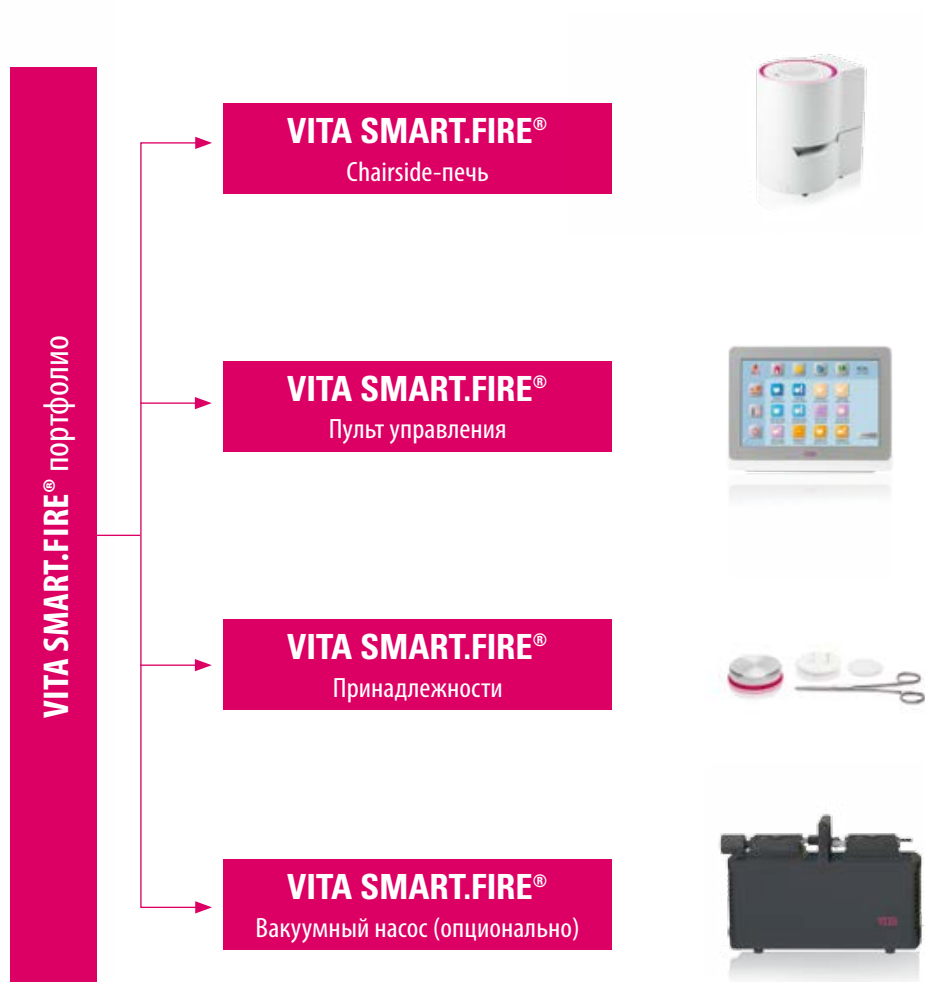 VITA SMART.FIRE® портфолио
VITA SMART.FIRE®
Chairside-печь
VITA SMART.FIRE®
Пульт управления
VITA SMART.FIRE®
Принадлежности
VITA SMART.FIRE®
Вакуумный насос (опционально)
VITA